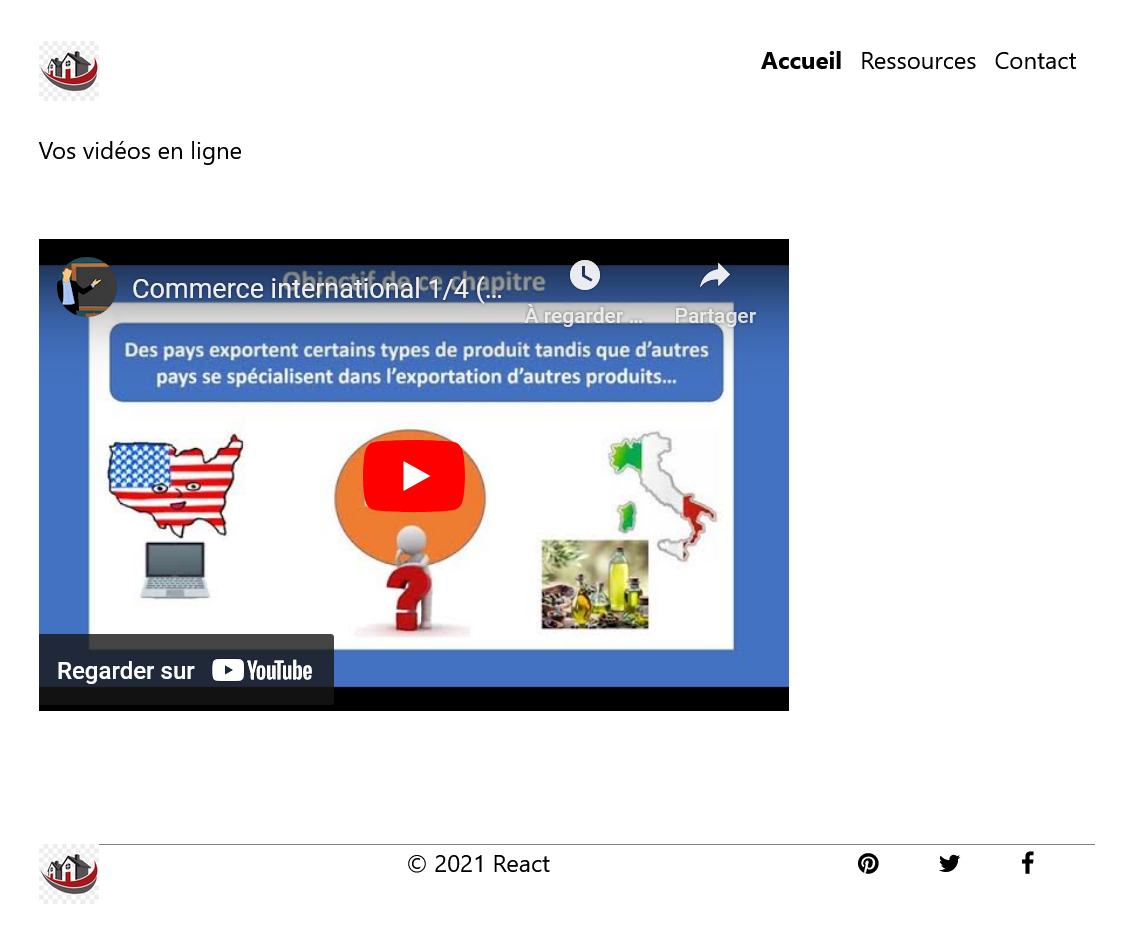 Accueil Ressources Contact
Vos vidéos en ligne
Objectif de ce chapitre
Commerce international 1/4 (...
À regarder ...
Partager
Des pays exportent certains types de produit tandis que d'autres
pays se spécialisent dans l'exportation d'autres produits...
Regarder sur YouTube
© 2021 React